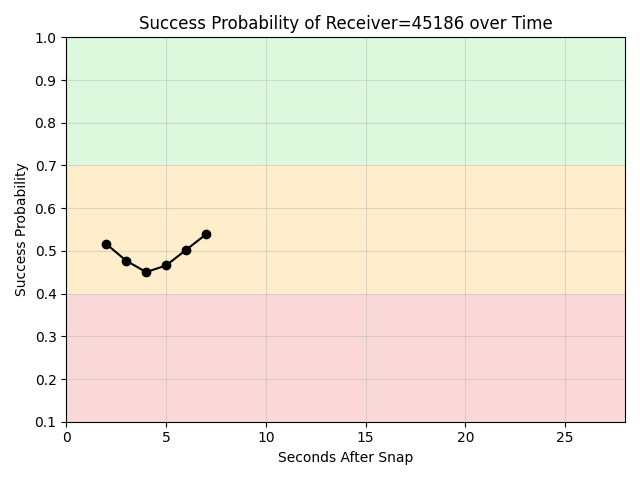 Success Probability of Receiver=45186 over Time
1.0
0.9
0.8
0.7
0.6
0.5
0.4
0.3
0.2
0.1
Success Probability
0 5 10 15 20 25
Seconds After Snap